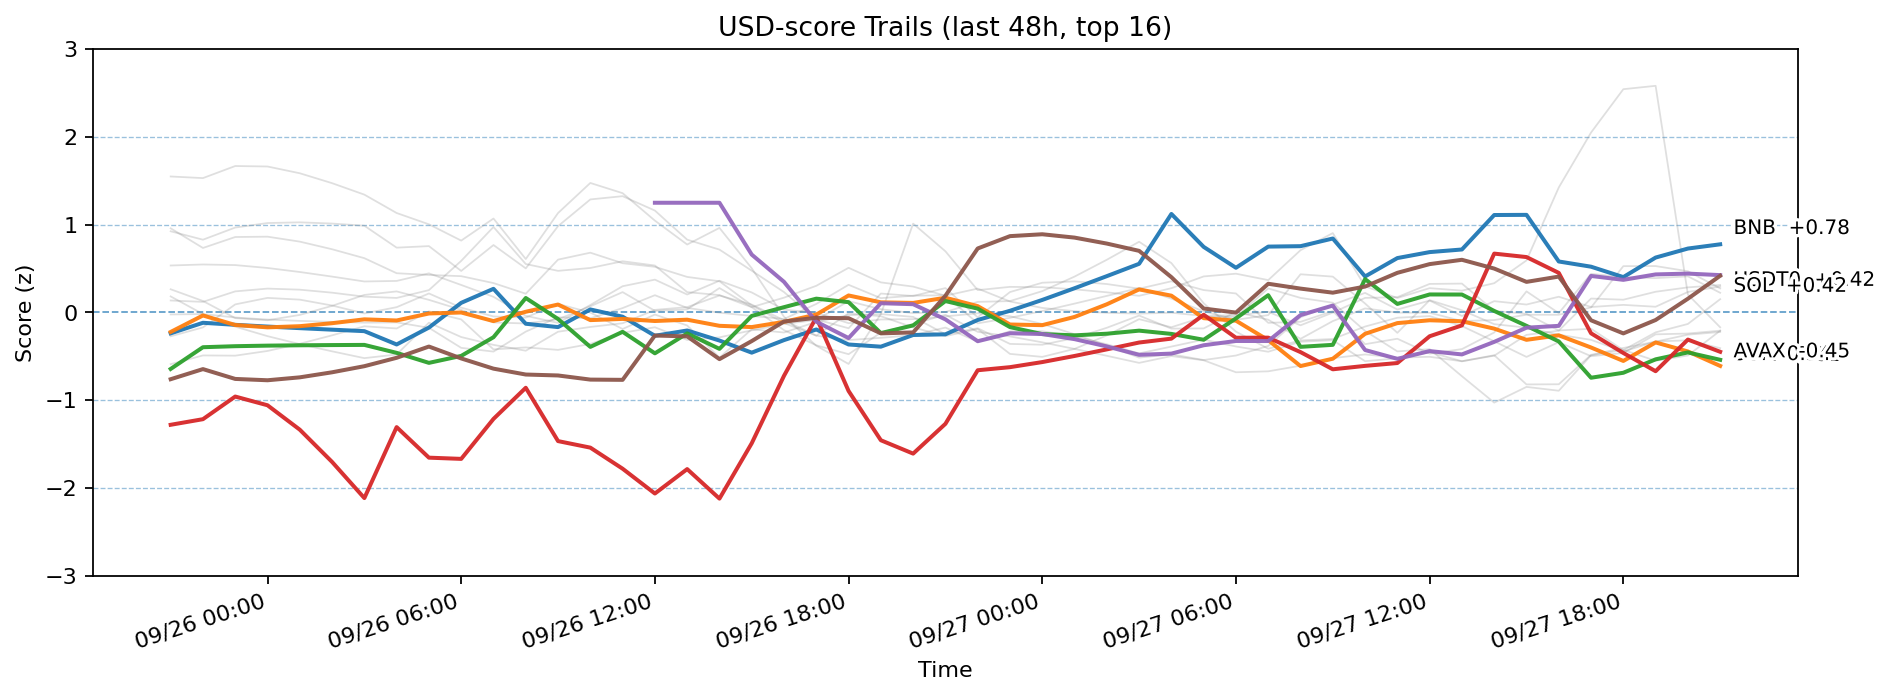 USD-score Trails (last 48h, top 16)
Score (z)
3
2
1
0
−1
−2
−3
BNB +0.78
SOL +0.42
AVAX −0.45
09/26 00:00
09/26 06:00
09/26 12:00
09/26 18:00
09/27 00:00
09/27 06:00
09/27 12:00
09/27 18:00
Time